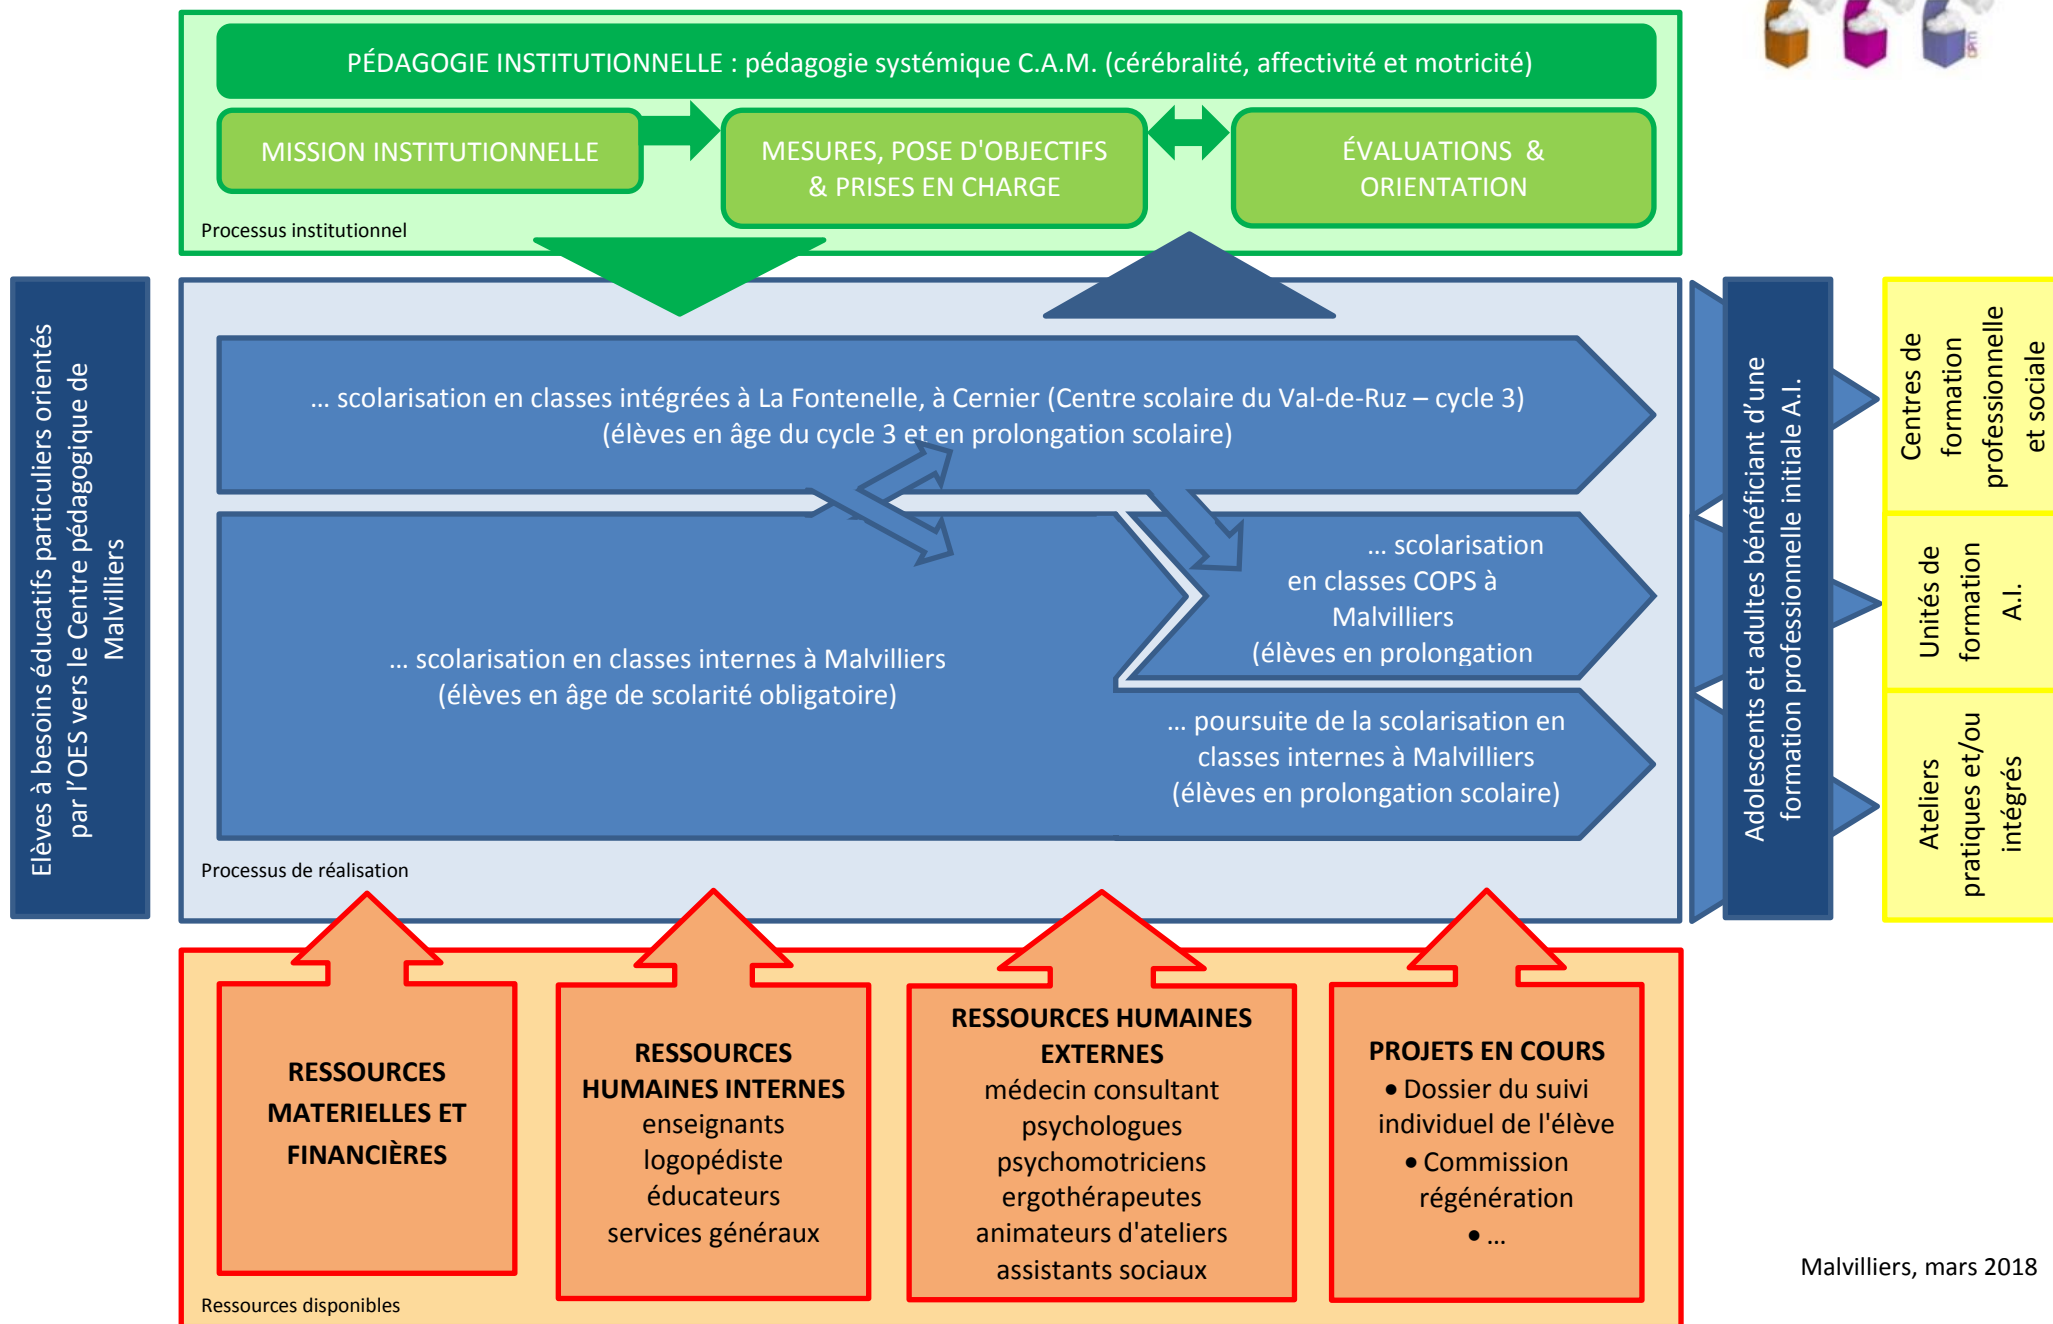 PÉDAGOGIE INSTITUTIONNELLE : pédagogie systémique C.A.M. (cérébralité, affectivité et motricité)
MISSION INSTITUTIONNELLE
MESURES, POSE D'OBJECTIFS
& PRISES EN CHARGE
ÉVALUATIONS &
ORIENTATION
Processus institutionnel
Elèves à besoins éducatifs particuliers orientés
par l'OES vers le Centre pédagogique de
Malvilliers
... scolarisation en classes intégrées à La Fontenelle, à Cernier (Centre scolaire du Val-de-Ruz – cycle 3)
(élèves en âge du cycle 3 et en prolongation scolaire)
... scolarisation en classes internes à Malvilliers
(élèves en âge de scolarité obligatoire)
... scolarisation
en classes COPS à
Malvilliers
(élèves en prolongation
... poursuite de la scolarisation en
classes internes à Malvilliers
(élèves en prolongation scolaire)
Processus de réalisation
Adolescents et adultes bénéficiant d'une
formation professionnelle initiale A.I.
Centres de
formation
professionnelle
et sociale
Unités de
formation
A.I.
Ateliers
pratiques et/ou
intégrés
RESSOURCES
MATERIELLES ET
FINANCIÈRES
RESSOURCES
HUMAINES INTERNES
enseignants
logopédiste
éducateurs
services généraux
RESSOURCES HUMAINES
EXTERNES
médecin consultant
psychologues
psychomotriciens
ergothérapeutes
animateurs d'ateliers
assistants sociaux
PROJETS EN COURS
• Dossier du suivi
individuel de l'élève
• Commission
régénération
• ...
Ressources disponibles
Malvilliers, mars 2018